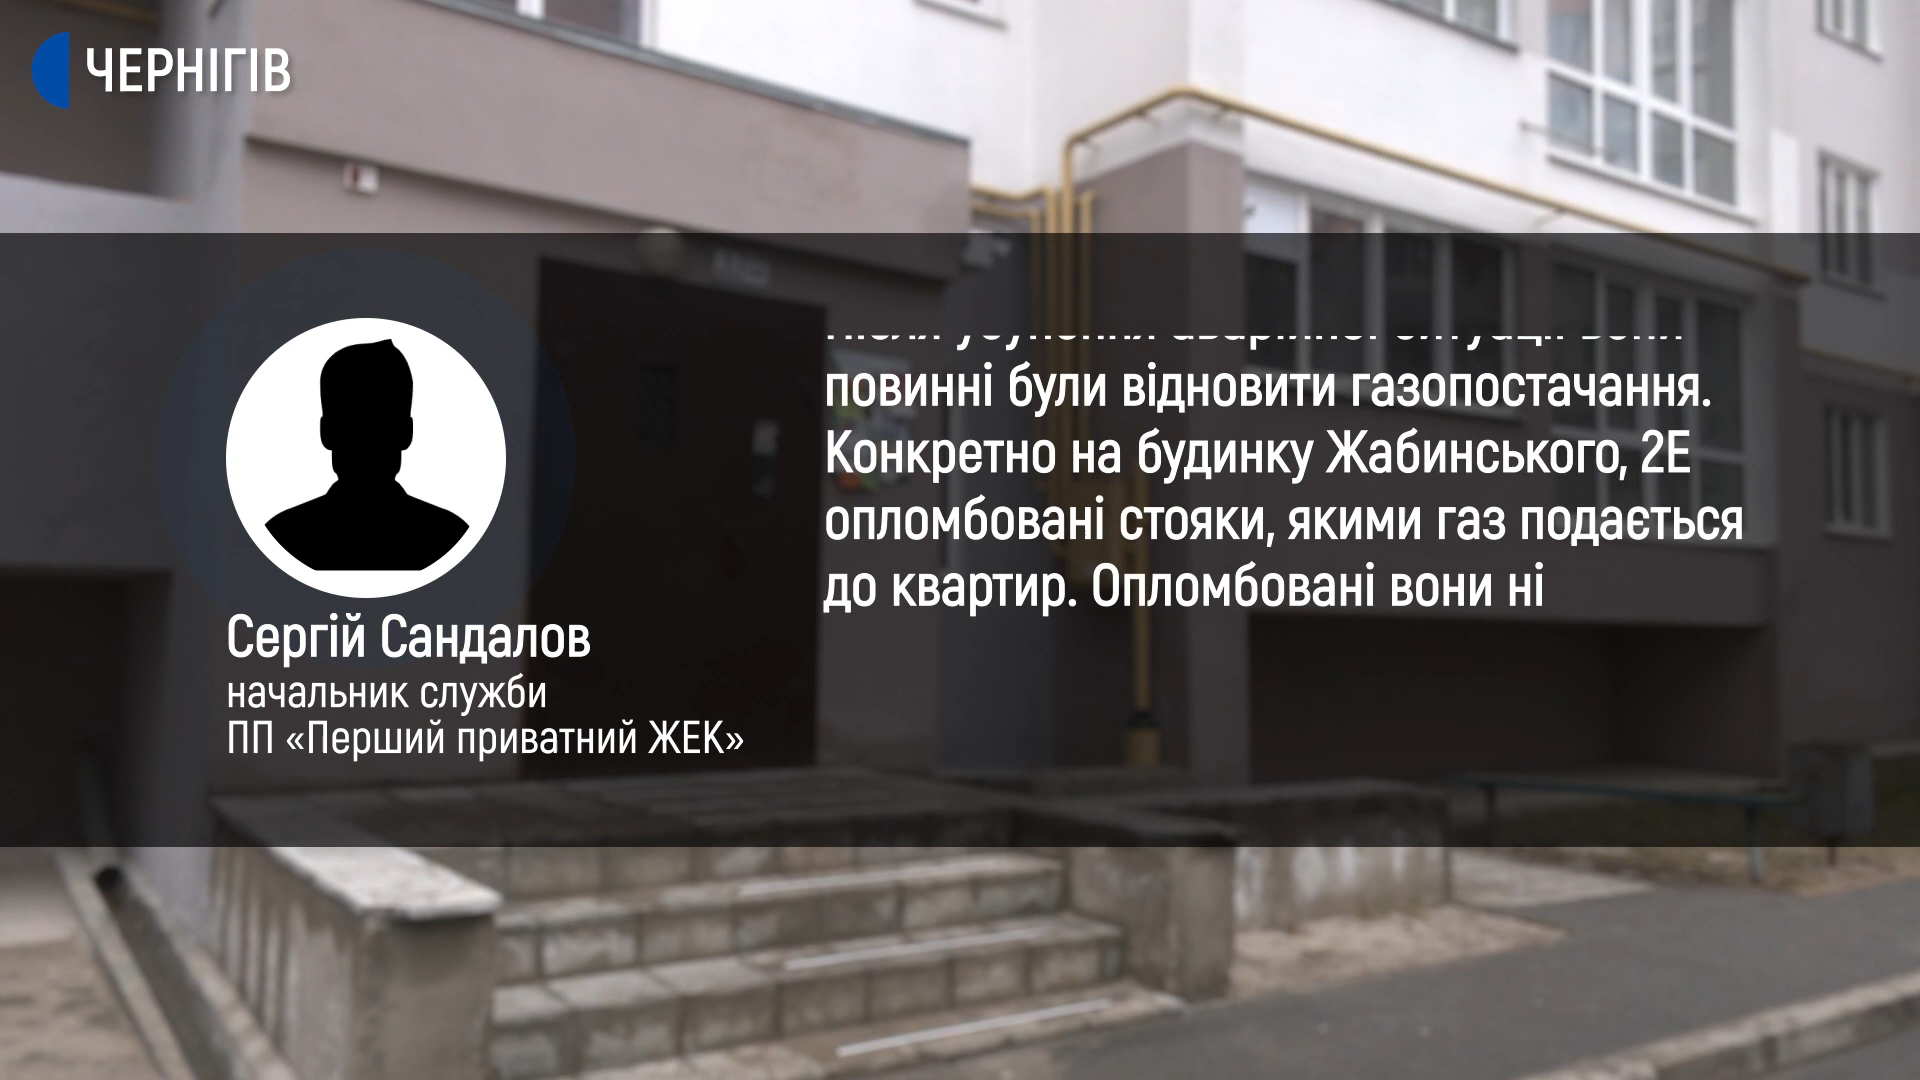 ЧЕРНІГІВ
повинні були відновити газопостачання.
Конкретно на будинку Жабинського, 2Е
опломбовані стояки, якими газ подається
до квартир. Опломбовані вони ні
Сергій Сандалов
начальник служби
ПП «Перший приватний ЖЕК»